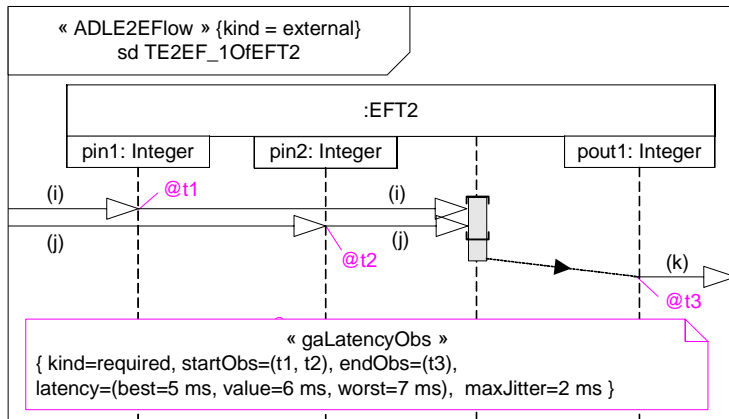 « ADLE2EFlow » {kind = external}
sd TE2EF_1OfEFT2
:EFT2
pin1: Integer
pin2: Integer
pout1: Integer
(i)
@t1
(i)
(j)
@t2
(j)
(k)
@t3
« gaLatencyObs »
{ kind=required, startObs=(t1, t2), endObs=(t3),
latency=(best=5 ms, value=6 ms, worst=7 ms), maxJitter=2 ms }